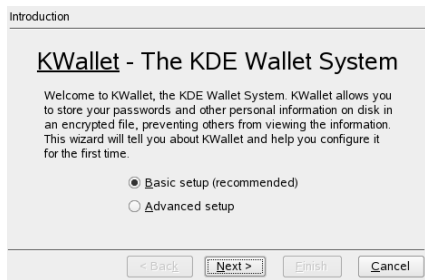 Introduction
KWallet - The KDE Wallet System
Welcome to KWallet, the KDE Wallet System. KWallet allows you
to store your passwords and other personal information on disk in
an encrypted file, preventing others from viewing the information.
This wizard will tell you about KWallet and help you configure it
for the first time.
Basic setup (recommended)
Advanced setup
< Back Next > Finish Cancel